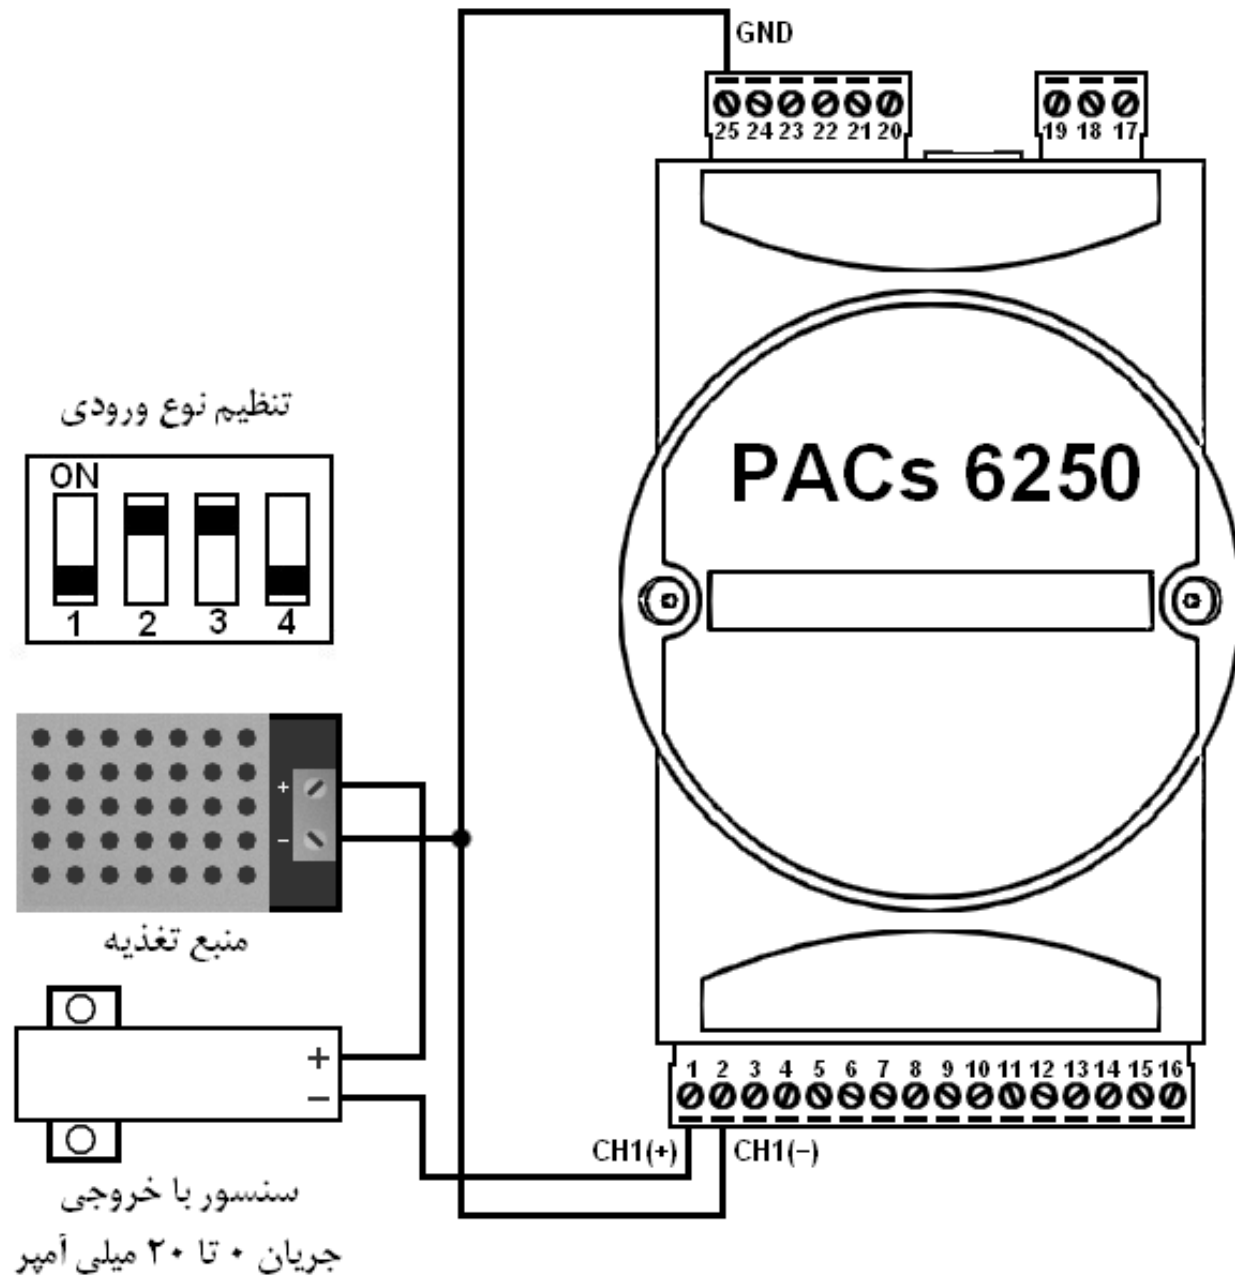 GND
25 24 23 22 21 20
19 18 17
تنظیم نوع ورودی
ON
1 2 3 4
PACs 6250
+
−
منبع تغذیه
+
−
1 2 3 4 5 6 7 8 9 10 11 12 13 14 15 16
CH1(+) CH1(−)
سنسور با خروجی
جریان ۰ تا ۲۰ میلی آمپر